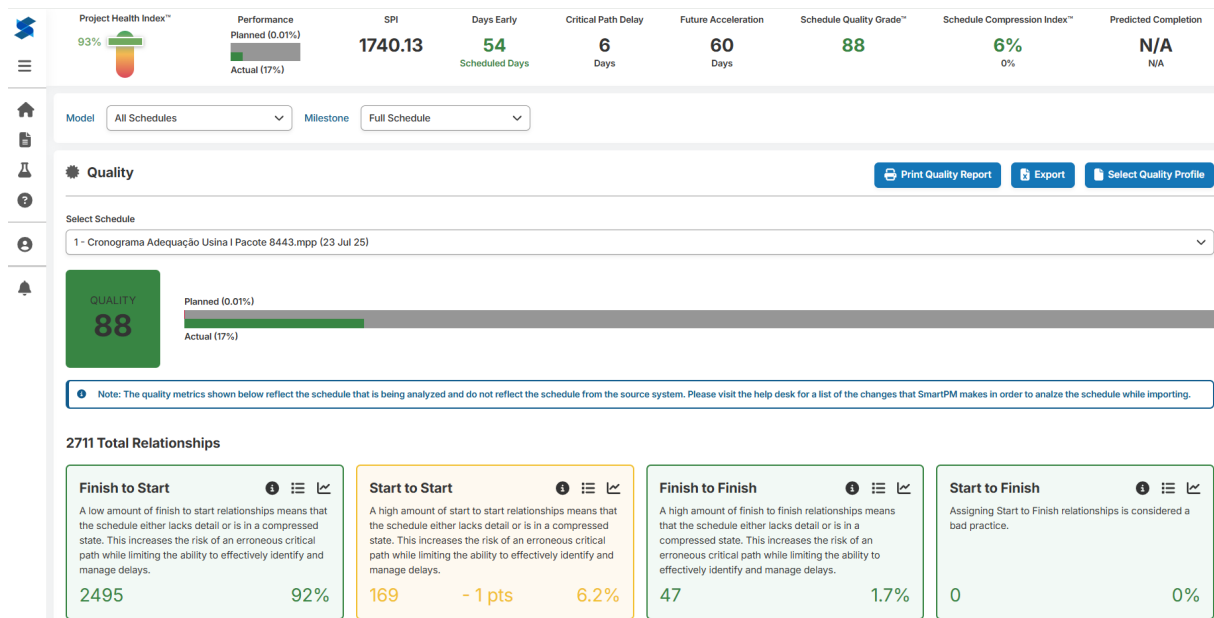 Project Health Index™
93%
Performance
Planned (0.01%)
Actual (17%)
SPI
1740.13
Days Early
54
Scheduled Days
Critical Path Delay
6
Days
Future Acceleration
60
Days
Schedule Quality Grade™
88
Schedule Compression Index™
6%
0%
Predicted Completion
N/A
N/A
Model
All Schedules
Milestone
Full Schedule
Quality
Print Quality Report
Export
Select Quality Profile
Select Schedule
1 - Cronograma Adequação Usina I Pacote 8443.mpp (23 Jul 25)
QUALITY
88
Planned (0.01%)
Actual (17%)
Note: The quality metrics shown below reflect the schedule that is being analyzed and do not reflect the schedule from the source system. Please visit the help desk for a list of the changes that SmartPM makes in order to analze the schedule while importing.
2711 Total Relationships
Finish to Start
A low amount of finish to start relationships means that
the schedule either lacks detail or is in a compressed
state. This increases the risk of an erroneous critical
path while limiting the ability to effectively identify and
manage delays.
2495
92%
Start to Start
A high amount of start to start relationships means that
the schedule either lacks detail or is in a compressed
state. This increases the risk of an erroneous critical
path while limiting the ability to effectively identify and
manage delays.
169
- 1 pts
6.2%
Finish to Finish
A high amount of finish to finish relationships means
that the schedule either lacks detail or is in a
compressed state. This increases the risk of an
erroneous critical path while limiting the ability to
effectively identify and manage delays.
47
1.7%
Start to Finish
Assigning Start to Finish relationships is considered a
bad practice.
0
0%